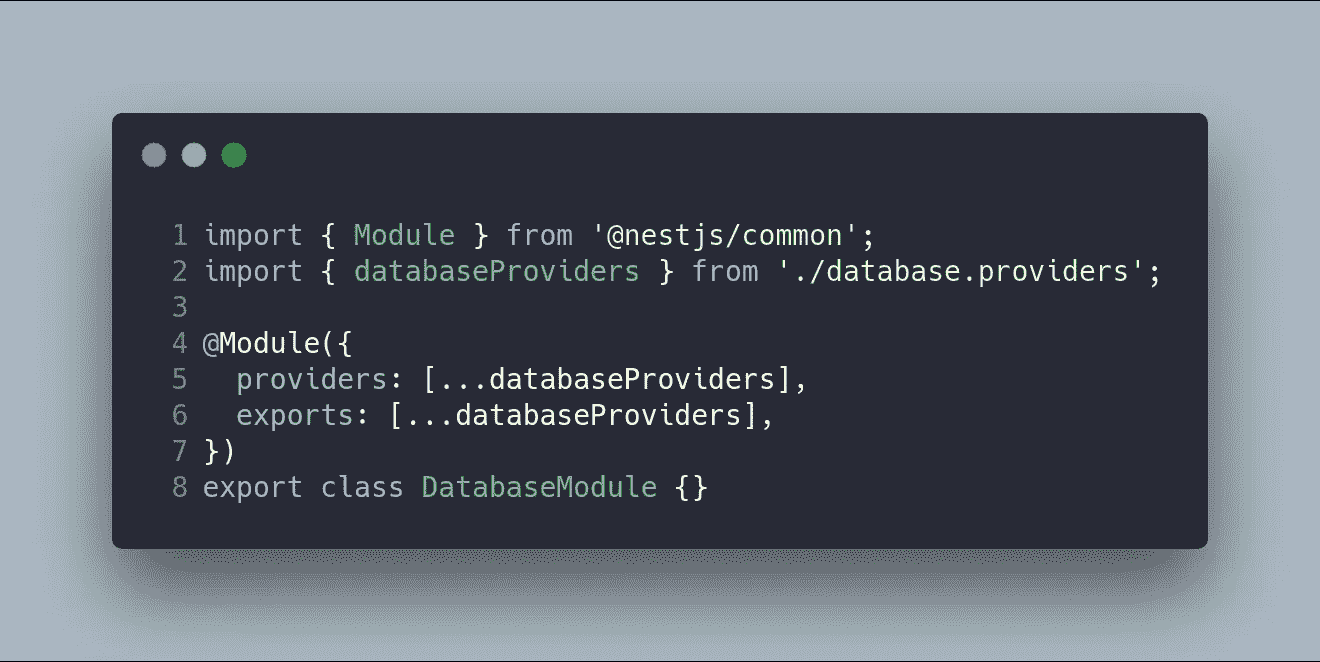 1 import { Module } from '@nestjs/common';
2 import { databaseProviders } from './database.providers';
3
4 @Module({
5   providers: [...databaseProviders],
6   exports: [...databaseProviders],
7 })
8 export class DatabaseModule {}